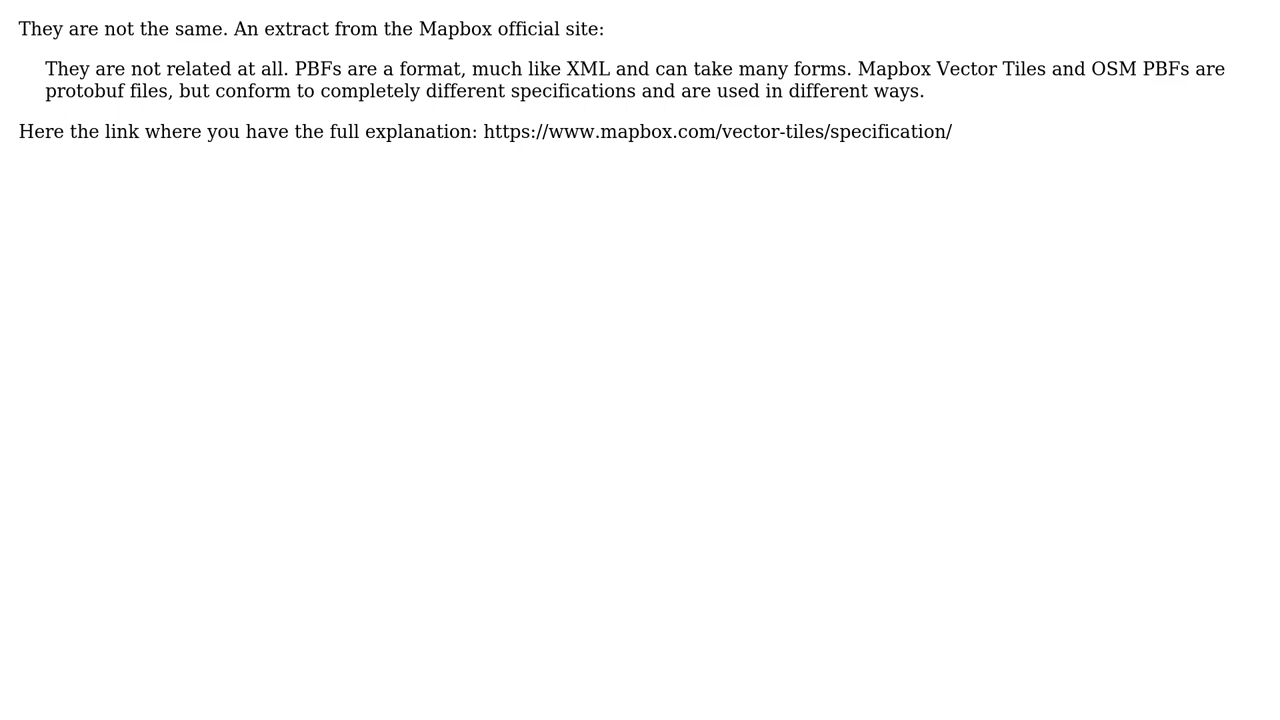 They are not the same. An extract from the Mapbox official site:
They are not related at all. PBFs are a format, much like XML and can take many forms. Mapbox Vector Tiles and OSM PBFs are
protobuf files, but conform to completely different specifications and are used in different ways.
Here the link where you have the full explanation: https://www.mapbox.com/vector-tiles/specification/